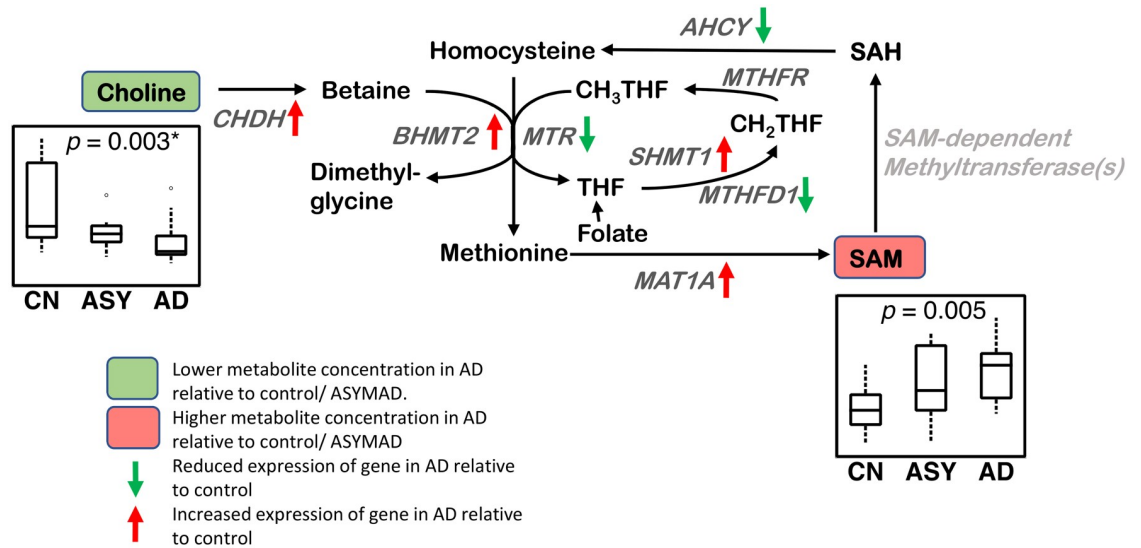 AHCY
Homocysteine
SAH
Choline
CHDH
Betaine
CH₃THF
MTHFR
BHMT2
MTR
CH₂THF
SHMT1
SAM-dependent
Methyltransferase(s)
Dimethyl-
glycine
THF
MTHFD1
Folate
Methionine
MAT1A
SAM
p = 0.003*
CN ASY AD
p = 0.005
CN ASY AD
Lower metabolite concentration in AD
relative to control/ ASYMAD.
Higher metabolite concentration in AD
relative to control/ ASYMAD
Reduced expression of gene in AD relative
to control
Increased expression of gene in AD relative
to control